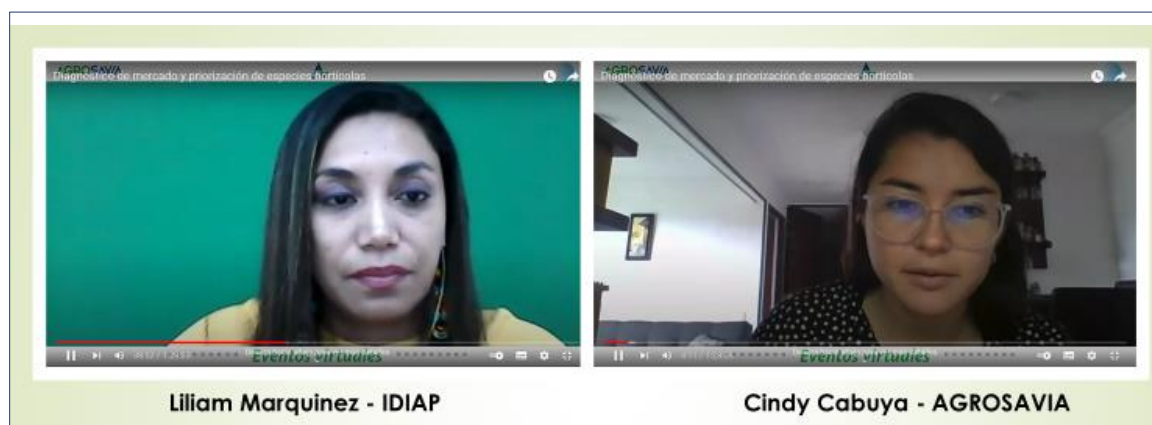 AGROSAVIA
Diagnóstico de mercado y priorización de especies hortícolas
Eventos virtuales
AGROSAVIA
Diagnóstico de mercado y priorización de especies hortícolas
Eventos virtuales
Liliam Marquinez - IDIAP
Cindy Cabuya - AGROSAVIA